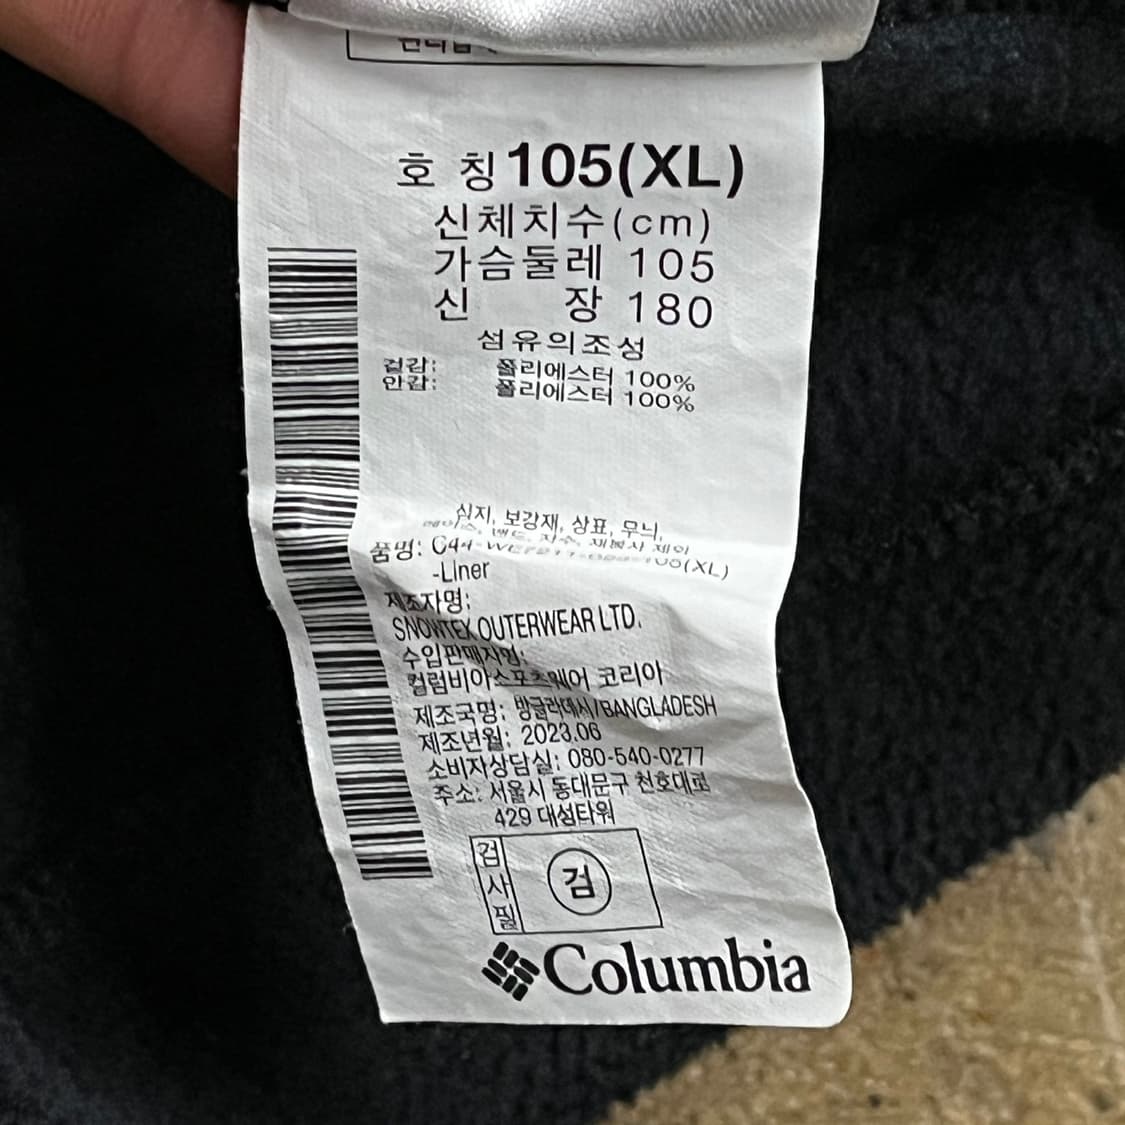 호 칭 105(XL)
신체치수(cm)
가슴둘레 105
신 장 180
섬유의조성
겉감: 폴리에스터 100%
안감: 폴리에스터 100%
심지, 보강재, 상표, 무늬,
품명:
-Liner
제조자명:
SNOWTEX OUTERWEAR LTD.
수입판매자명:
컬럼비아스포츠웨어 코리아
제조국명: 방글라데시/BANGLADESH
제조년월: 2023.06
소비자상담실: 080-540-0277
주소: 서울시 동대문구 천호대로
429 대성타워
검사필
검
Columbia